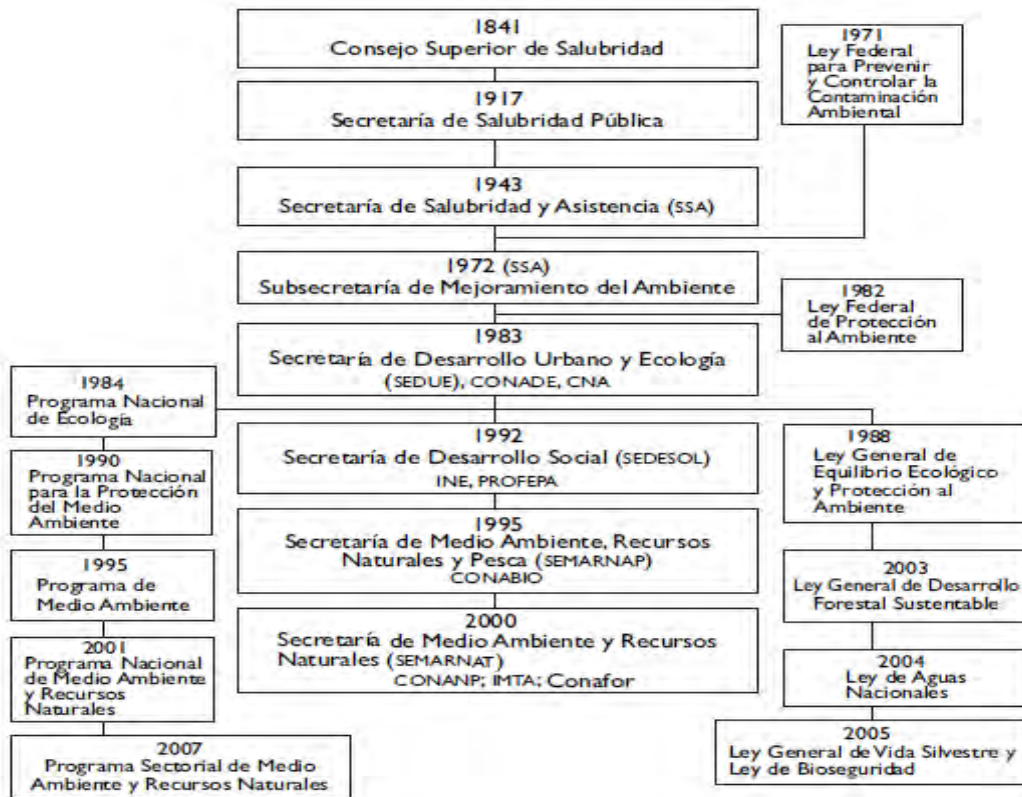 1841
Consejo Superior de Salubridad
1971
Ley Federal
para Prevenir
y Controlar la
Contaminación
Ambiental
1917
Secretaría de Salubridad Pública
1943
Secretaría de Salubridad y Asistencia (SSA)
1972 (SSA)
Subsecretaría de Mejoramiento del Ambiente
1982
Ley Federal
de Protección
al Ambiente
1983
Secretaría de Desarrollo Urbano y Ecología
(SEDUE), CONADE, CNA
1984
Programa Nacional
de Ecología
1990
Programa Nacional
para la Protección
del Medio
Ambiente
1995
Programa de
Medio Ambiente
2001
Programa Nacional
de Medio Ambiente
y Recursos
Naturales
2007
Programa Sectorial de Medio
Ambiente y Recursos Naturales
1992
Secretaría de Desarrollo Social (SEDESOL)
INE, PROFEPA
1995
Secretaría de Medio Ambiente, Recursos
Naturales y Pesca (SEMARNAP)
CONABIO
2000
Secretaría de Medio Ambiente y Recursos
Naturales (SEMARNAT)
CONANP; IMTA; Conafor
1988
Ley General de
Equilibrio Ecológico
y Protección al
Ambiente
2003
Ley General de Desarrollo
Forestal Sustentable
2004
Ley de Aguas
Nacionales
2005
Ley General de Vida Silvestre y
Ley de Bioseguridad